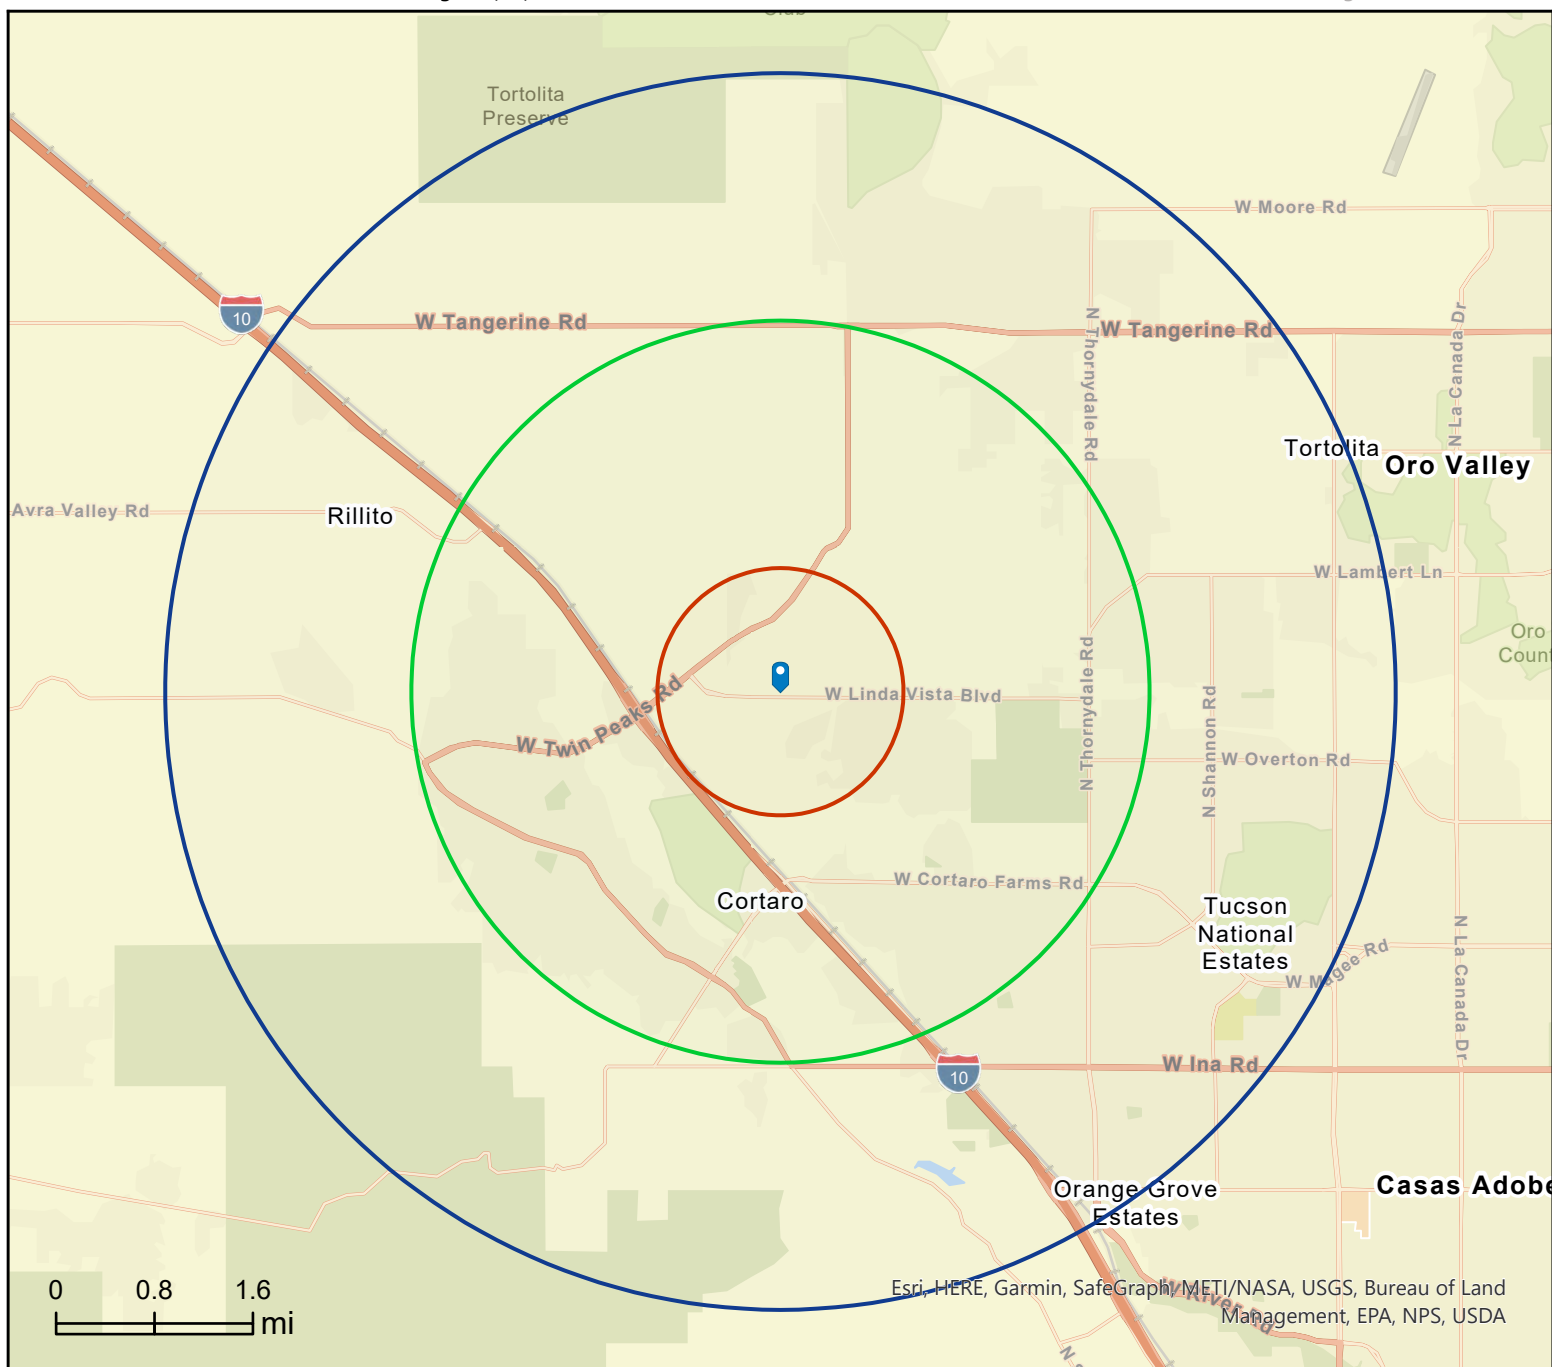 Tortolita
Preserve
W Moore Rd
10
W Tangerine Rd
W Tangerine Rd
N Thornydale Rd
N La Canada Dr
Tortolita
Oro Valley
Avra Valley Rd
Rillito
W Lambert Ln
Oro
Count
W Twin Peaks Rd
W Linda Vista Blvd
N Thornydale Rd
N Shannon Rd
W Overton Rd
W Cortaro Farms Rd
Cortaro
Tucson
National
Estates
W Magee Rd
N La Canada Dr
W Ina Rd
10
Orange Grove
Estates
Casas Adobe
0 0.8 1.6
mi
W River Rd
Esri, HERE, Garmin, SafeGraph, METI/NASA, USGS, Bureau of Land
Management, EPA, NPS, USDA